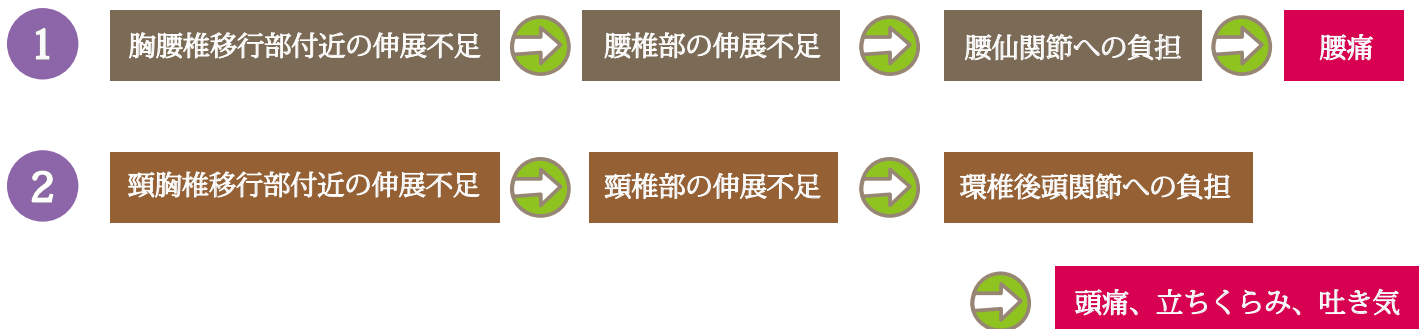 1
胸腰椎移行部付近の伸展不足
腰椎部の伸展不足
腰仙関節への負担
腰痛
2
頸胸椎移行部付近の伸展不足
頸椎部の伸展不足
環椎後頭関節への負担
頭痛、立ちくらみ、吐き気